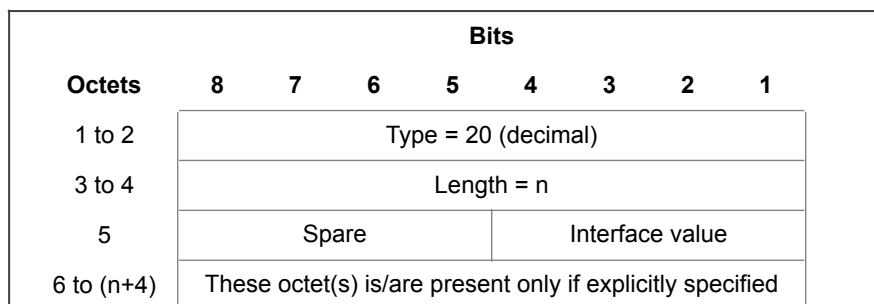 Bits
Octets 8 7 6 5 4 3 2 1
1 to 2 Type = 20 (decimal)
3 to 4 Length = n
5 Spare Interface value
6 to (n+4) These octet(s) is/are present only if explicitly specified